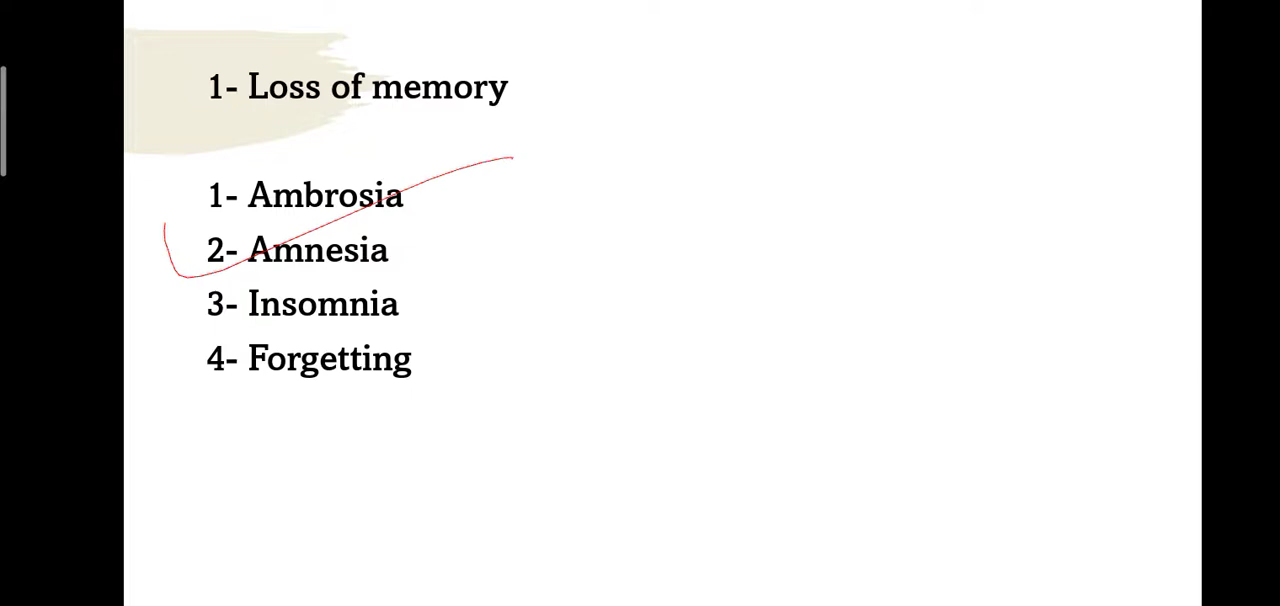 1- Loss of memory
1- Ambrosia
2- Amnesia
3- Insomnia
4- Forgetting